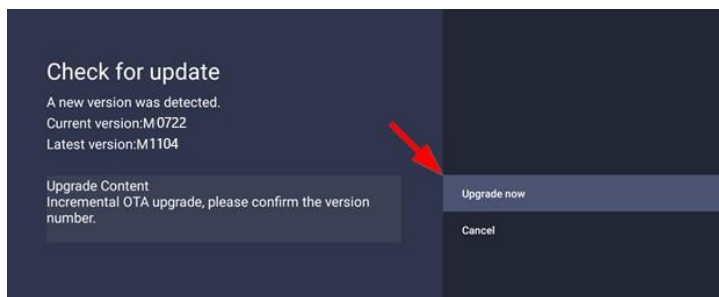 Check for update
A new version was detected.
Current version:M0722
Latest version:M1104
Upgrade Content
Incremental OTA upgrade, please confirm the version
number.
Upgrade now
Cancel